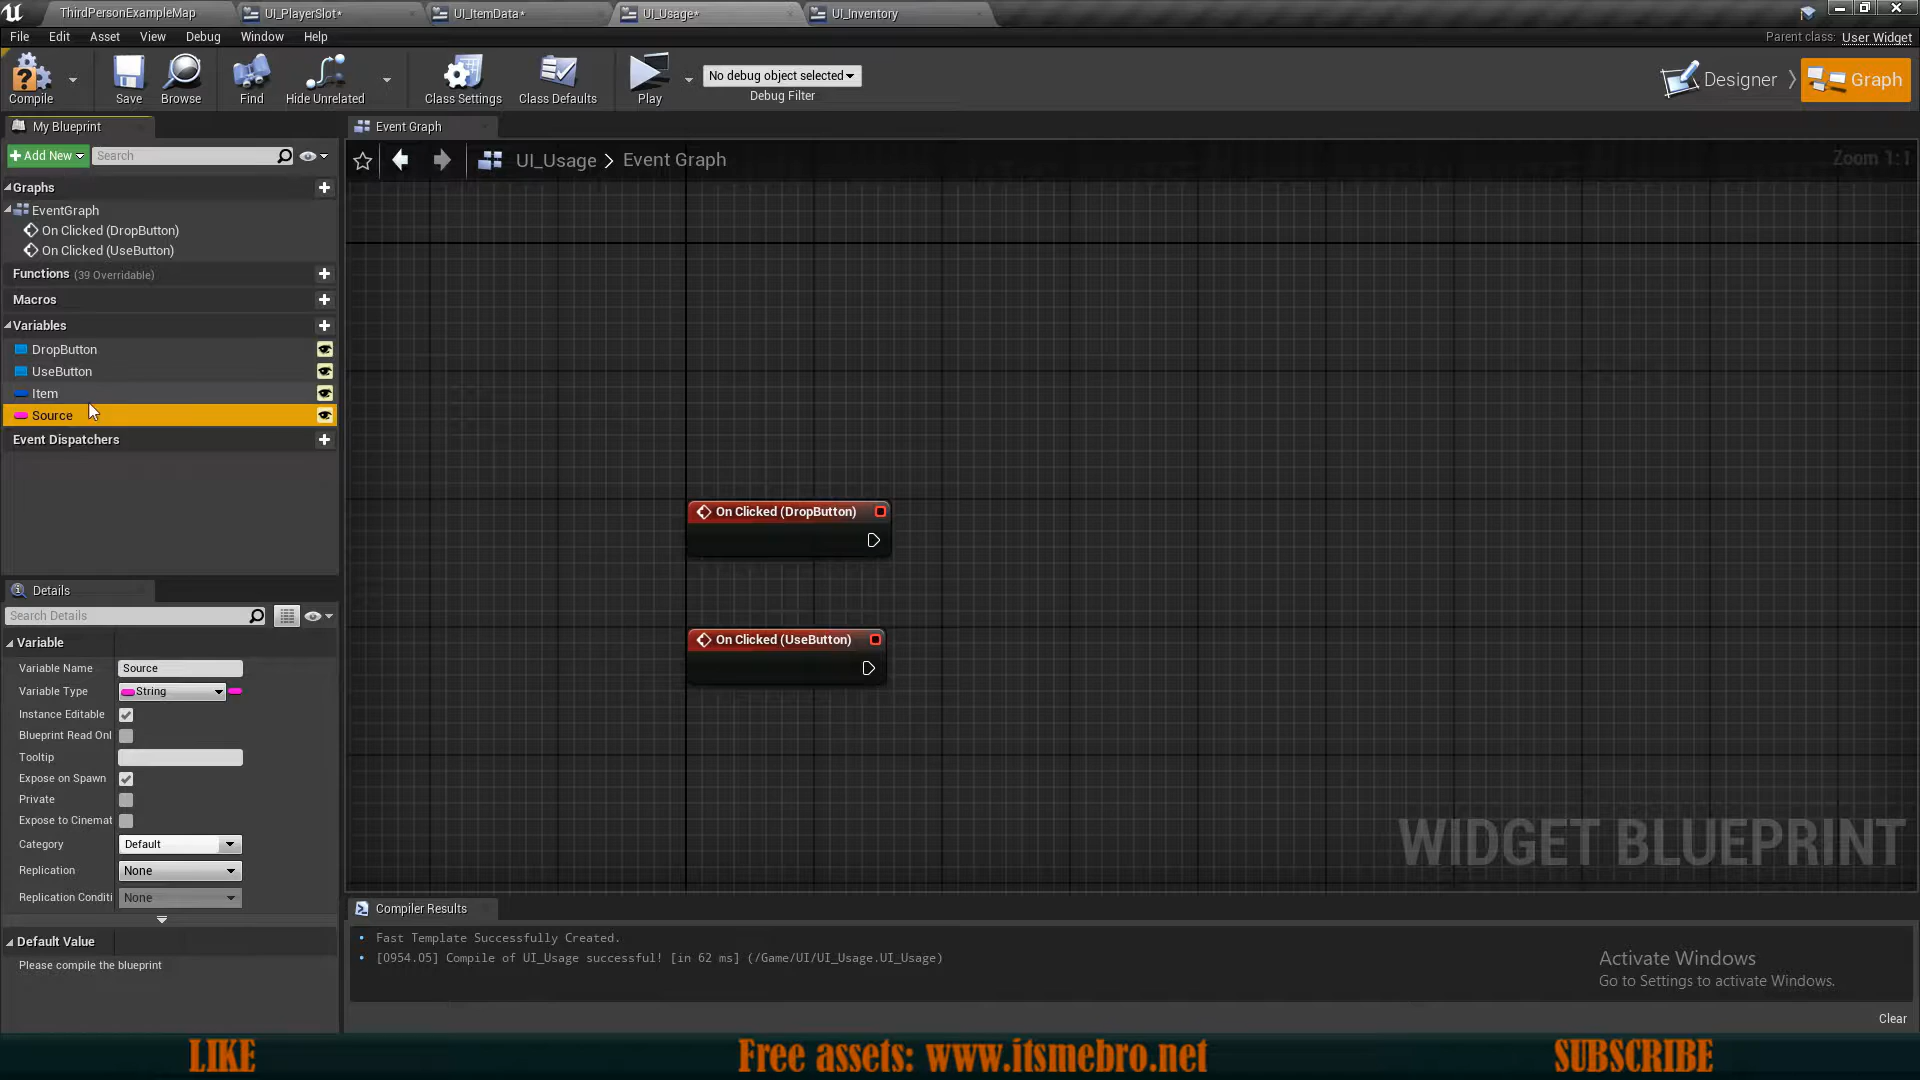 ThirdPersonExampleMap
UI_PlayerSlot*
UI_ItemData*
UI_Usage*
UI_Inventory
File Edit Asset View Debug Window Help
Parent class: User Widget
Compile Save Browse Find Hide Unrelated Class Settings Class Defaults Play
No debug object selected
Debug Filter
Designer Graph
My Blueprint
Event Graph
Add New
Search
UI_Usage > Event Graph
Zoom 1:1
Graphs
EventGraph
On Clicked (DropButton)
On Clicked (UseButton)
Functions (39 Overridable)
Macros
Variables
DropButton
UseButton
Item
Source
Event Dispatchers
On Clicked (DropButton)
On Clicked (UseButton)
Details
Search Details
Variable
Variable Name Source
Variable Type String
Instance Editable
Blueprint Read Onl
Tooltip
Expose on Spawn
Private
Expose to Cinemat
Category Default
Replication None
Replication Conditi None
Default Value
Please compile the blueprint
WIDGET BLUEPRINT
Compiler Results
Fast Template Successfully Created.
[0954.05] Compile of UI_Usage successful! [in 62 ms] (/Game/UI/UI_Usage.UI_Usage)
Activate Windows
Go to Settings to activate Windows.
Clear
LIKE
Free assets: www.itsmebro.net
SUBSCRIBE